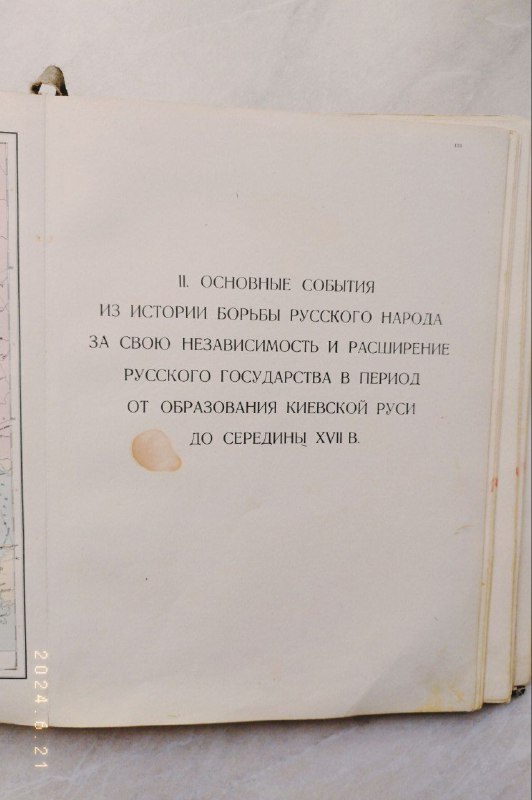 II. ОСНОВНЫЕ СОБЫТИЯ
ИЗ ИСТОРИИ БОРЬБЫ РУССКОГО НАРОДА
ЗА СВОЮ НЕЗАВИСИМОСТЬ И РАСШИРЕНИЕ
РУССКОГО ГОСУДАРСТВА В ПЕРИОД
ОТ ОБРАЗОВАНИЯ КИЕВСКОЙ РУСИ
ДО СЕРЕДИНЫ XVII В.
2024.6.21